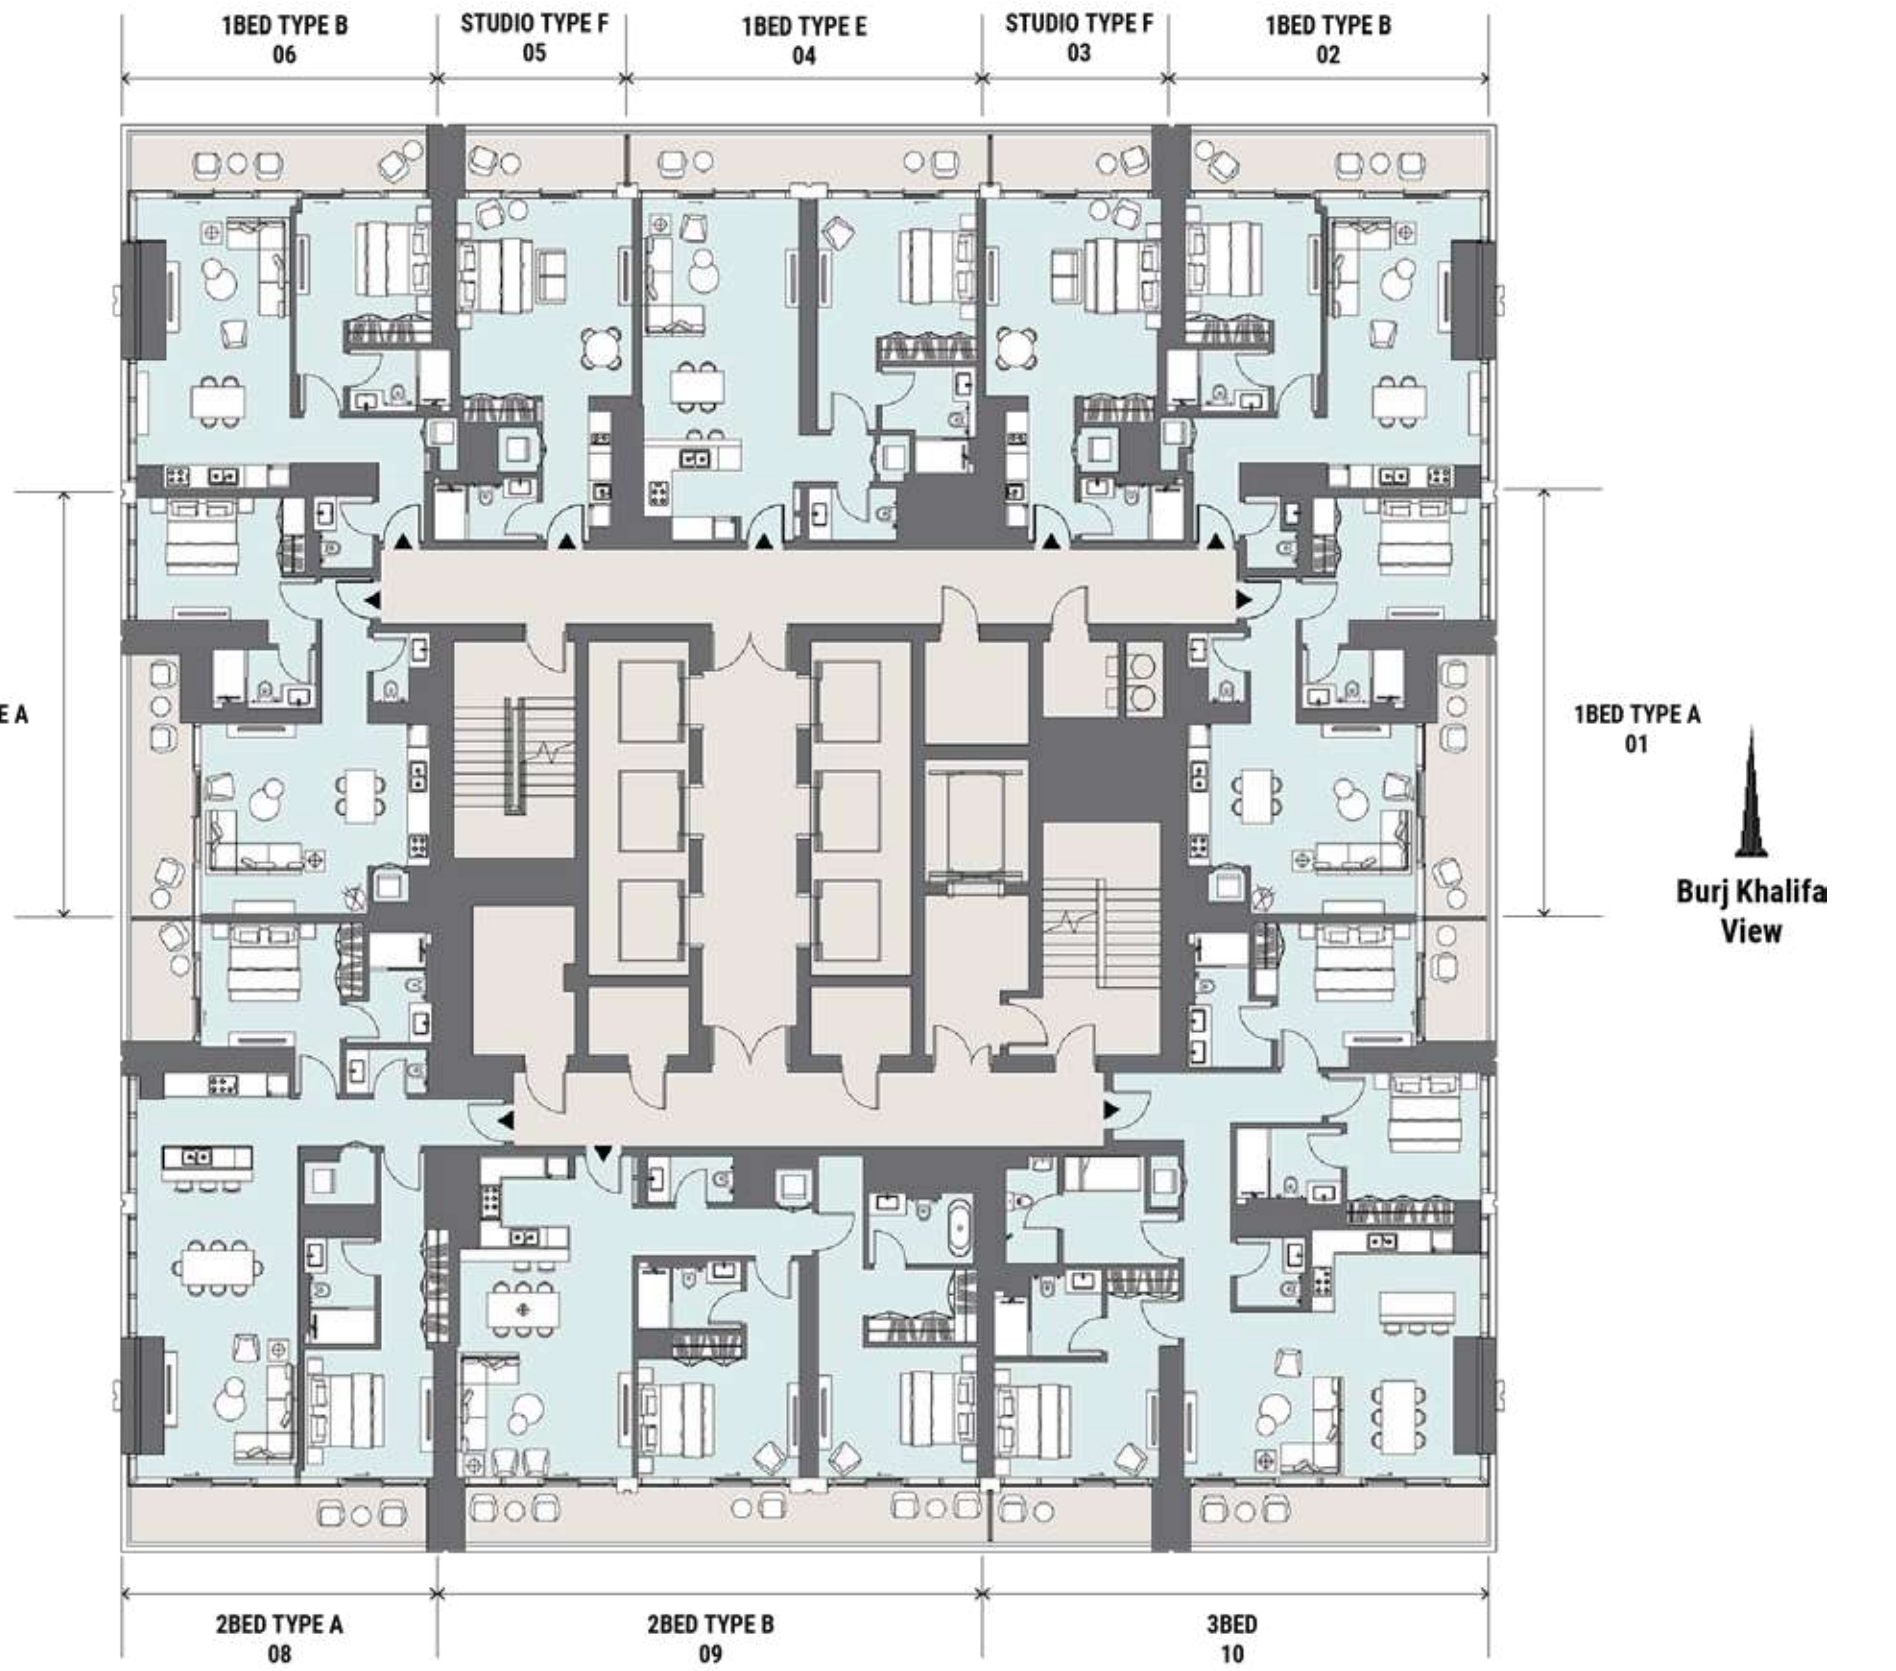 1BED TYPE B
06
STUDIO TYPE F
05
1BED TYPE E
04
STUDIO TYPE F
03
1BED TYPE B
02
E A
1BED TYPE A
01
Burj Khalifa
View
2BED TYPE A
08
2BED TYPE B
09
3BED
10